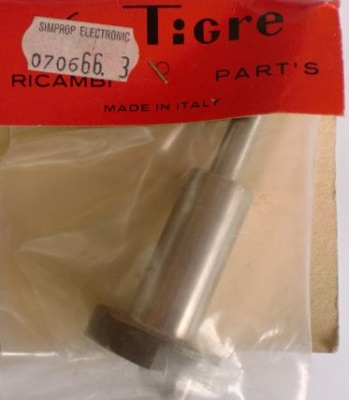 SIMPROP ELECTRONIC
070666 3
Tigre
RICAMBI
PART'S
MADE IN ITALY